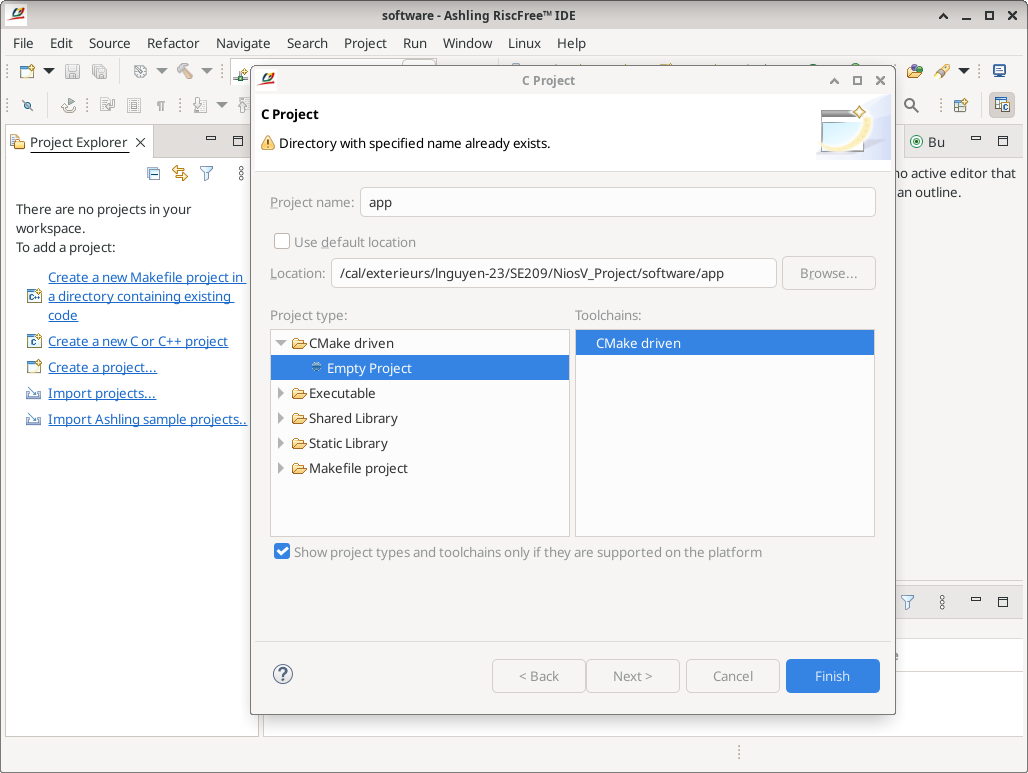 software - Ashling RiscFree™ IDE
File Edit Source Refactor Navigate Search Project Run Window Linux Help
C Project
C Project
Directory with specified name already exists.
Project Explorer
Bu
There are no projects in your
workspace.
To add a project:
Create a new Makefile project in
a directory containing existing
code
Create a new C or C++ project
Create a project...
Import projects...
Import Ashling sample projects..
Project name: app
Use default location
Location: /cal/exterieurs/lnguyen-23/SE209/NiosV_Project/software/app Browse...
Project type: Toolchains:
CMake driven
CMake driven
Empty Project
Executable
Shared Library
Static Library
Makefile project
Show project types and toolchains only if they are supported on the platform
< Back Next > Cancel Finish
no active editor that
an outline.